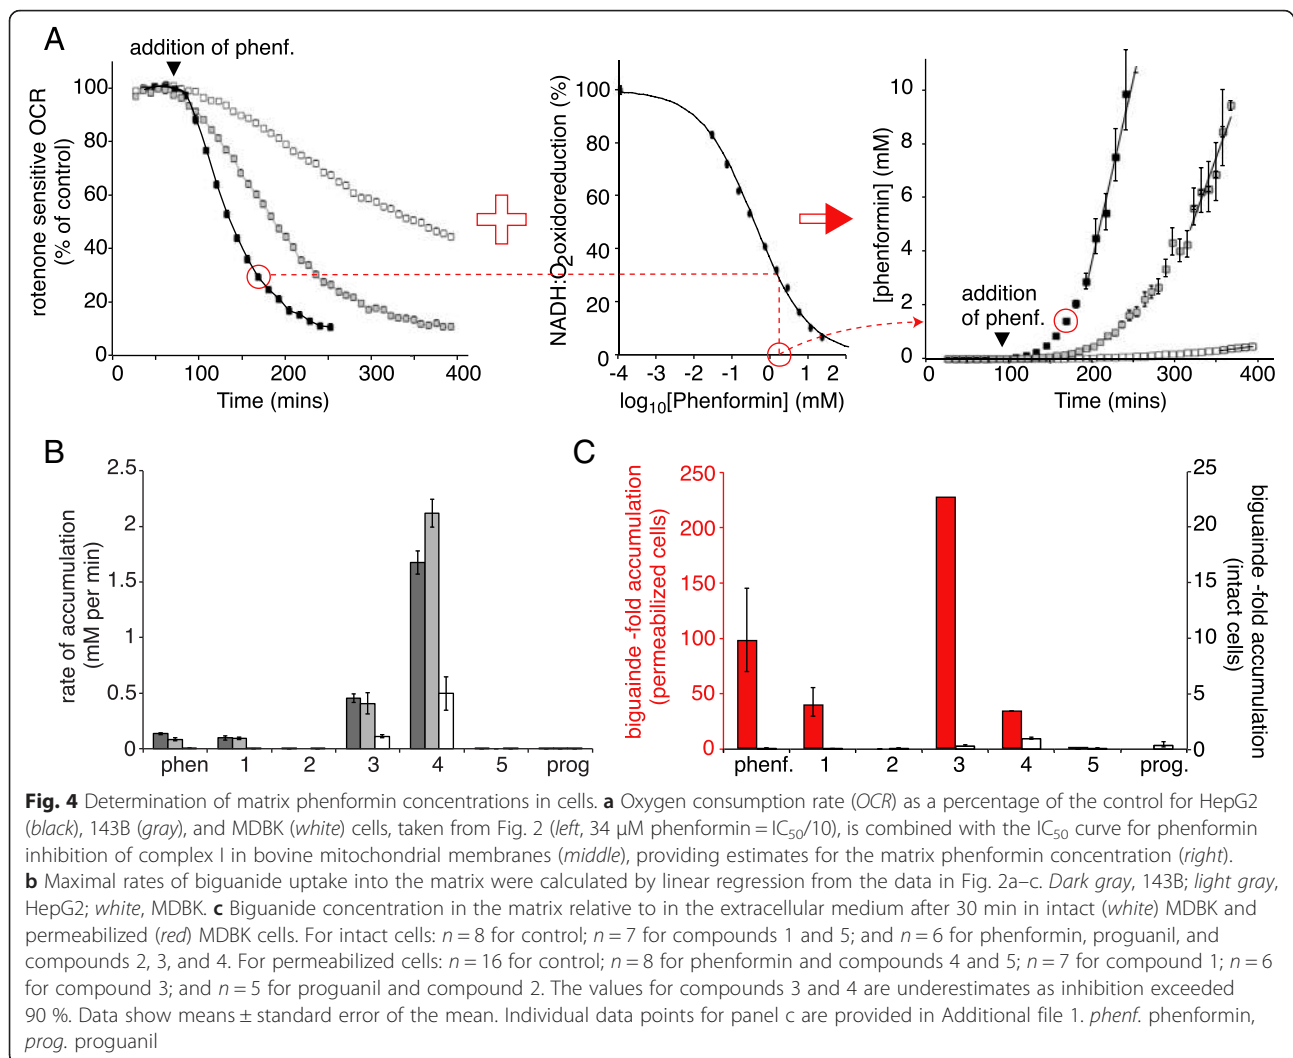 A
addition of phenf.
rotenone sensitive OCR
(% of control)
100
80
60
40
20
0
0
100
200
300
400
Time (mins)
NADH:O2oxidoreduction (%)
100
80
60
40
20
0
-4
-3
-2
-1
0
1
2
log10[Phenformin] (mM)
[phenformin] (mM)
10
8
6
4
2
0
addition
of phenf.
0
100
200
300
400
Time (mins)
B
rate of accumulation
(mM per min)
2.5
2
1.5
1
0.5
0
phen 1 2 3 4 5 prog
C
biguainde -fold accumulation
(permeabilized cells)
250
200
150
100
50
0
phenf. 1 2 3 4 5 prog.
25
20
15
10
5
0
biguainde -fold accumulation
(intact cells)
Fig. 4 Determination of matrix phenformin concentrations in cells. a Oxygen consumption rate (OCR) as a percentage of the control for HepG2
(black), 143B (gray), and MDBK (white) cells, taken from Fig. 2 (left, 34 μM phenformin = IC50/10), is combined with the IC50 curve for phenformin
inhibition of complex I in bovine mitochondrial membranes (middle), providing estimates for the matrix phenformin concentration (right).
b Maximal rates of biguanide uptake into the matrix were calculated by linear regression from the data in Fig. 2a–c. Dark gray, 143B; light gray,
HepG2; white, MDBK. c Biguanide concentration in the matrix relative to in the extracellular medium after 30 min in intact (white) MDBK and
permeabilized (red) MDBK cells. For intact cells: n = 8 for control; n = 7 for compounds 1 and 5; and n = 6 for phenformin, proguanil, and
compounds 2, 3, and 4. For permeabilized cells: n = 16 for control; n = 8 for phenformin and compounds 4 and 5; n = 7 for compound 1; n = 6
for compound 3; and n = 5 for proguanil and compound 2. The values for compounds 3 and 4 are underestimates as inhibition exceeded
90 %. Data show means ± standard error of the mean. Individual data points for panel c are provided in Additional file 1. phenf. phenformin,
prog. proguanil